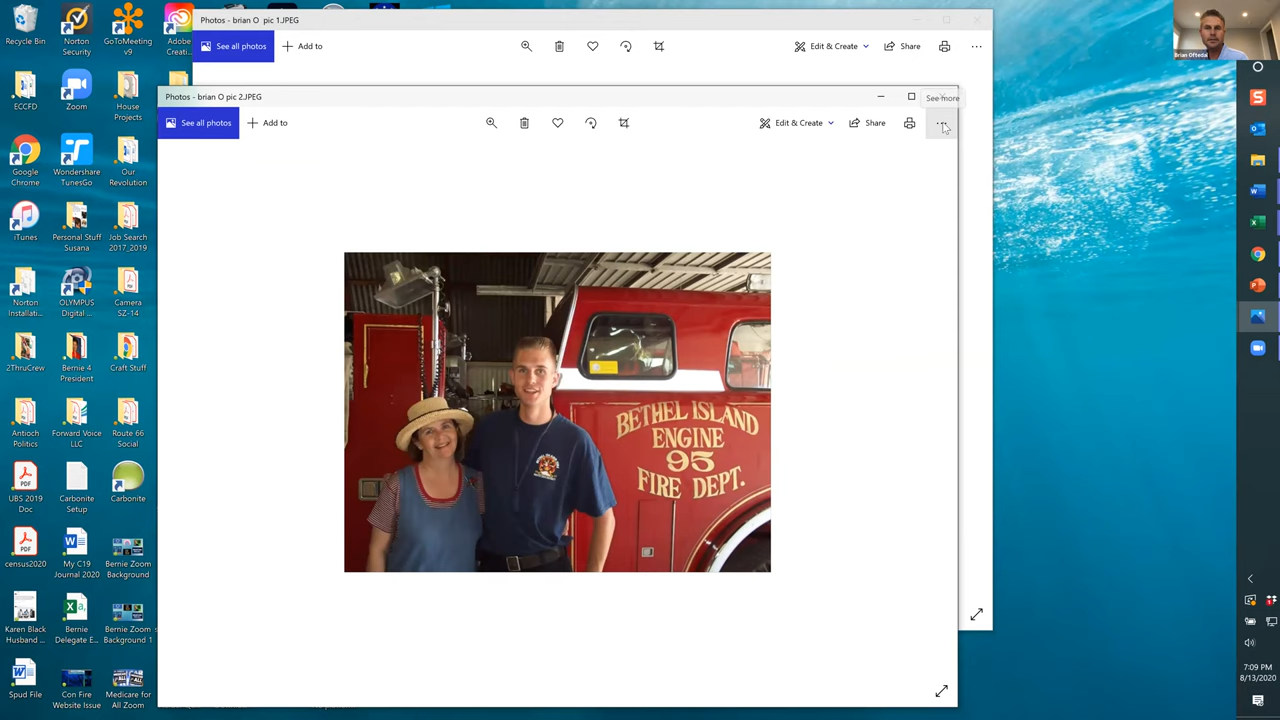 Photos - brian O  pic 1.JPEG
See all photos
Add to
Edit & Create
Share
Brian Ofteda
Photos - brian O pic 2.JPEG
See more
See all photos
Add to
Edit & Create
Share
BETHEL ISLAND
ENGINE
95
FIRE DEPT.
Recycle Bin
Norton
Security
GoToMeeting
v9
Adobe
Creati...
ECCFD
Zoom
House
Projects
Google
Chrome
Wondershare
TunesGo
Our
Revolution
iTunes
Personal Stuff
Susana
Job Search
2017_2019
Norton
Installati...
OLYMPUS
Digital ...
Camera
SZ-14
2ThruCrew
Bernie 4
President
Craft Stuff
Antioch
Politics
Forward Voice
LLC
Route 66
Social
UBS 2019
Doc
Carbonite
Setup
Carbonite
census2020
My C19
Journal 2020
Bernie Zoom
Background
Karen Black
Husband ...
Bernie
Delegate E...
Bernie Zoom
Background 1
Spud File
Con Fire
Website Issue
Medicare for
All Zoom
7:09 PM
8/13/2020